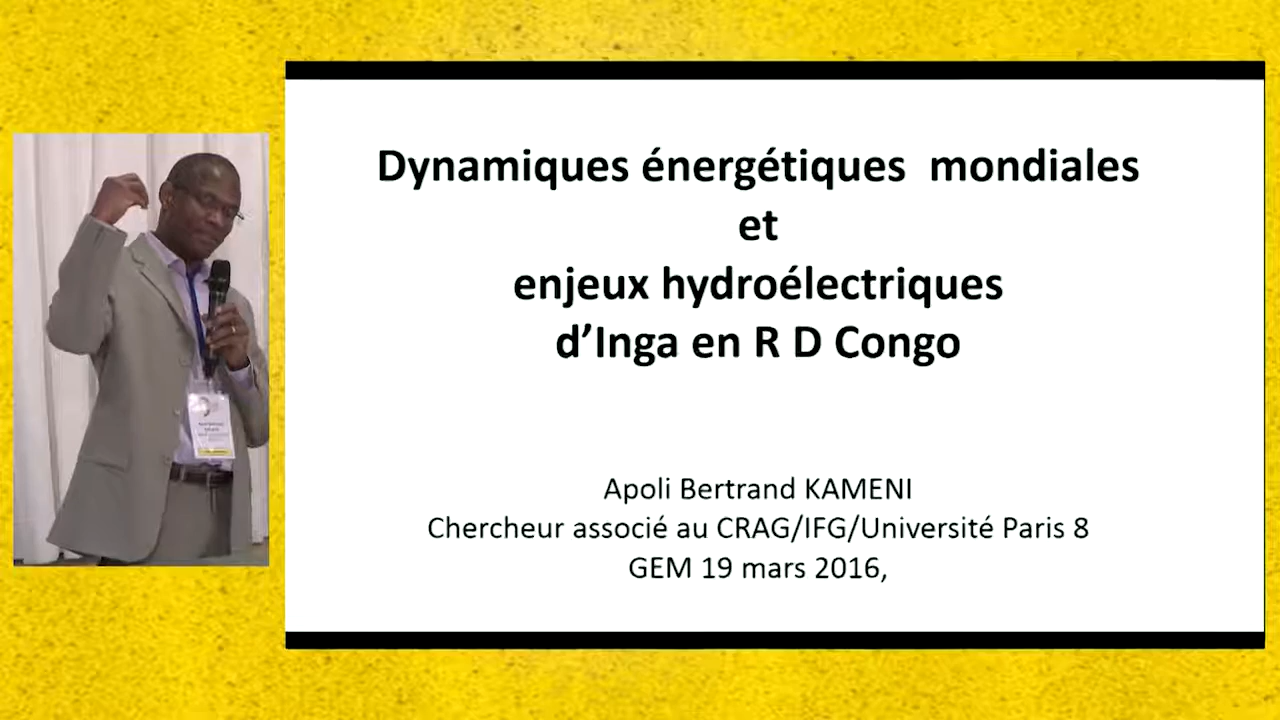 Dynamiques énergétiques mondiales
et
enjeux hydroélectriques
d’Inga en R D Congo
Apoli Bertrand KAMENI
Chercheur associé au CRAG/IFG/Université Paris 8
GEM 19 mars 2016,